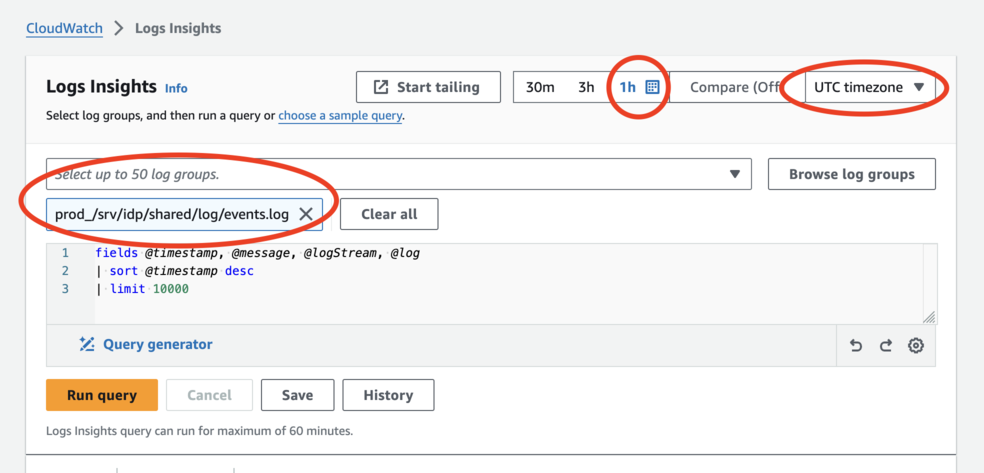 CloudWatch > Logs Insights
Logs Insights Info
Start tailing
30m 3h 1h Compare (Off UTC timezone
Select log groups, and then run a query or choose a sample query.
Select up to 50 log groups. Browse log groups
prod_/srv/idp/shared/log/events.log Clear all
1 fields @timestamp, @message, @logStream, @log
2 | sort @timestamp desc
3 | limit 10000
Query generator
Run query Cancel Save History
Logs Insights query can run for maximum of 60 minutes.